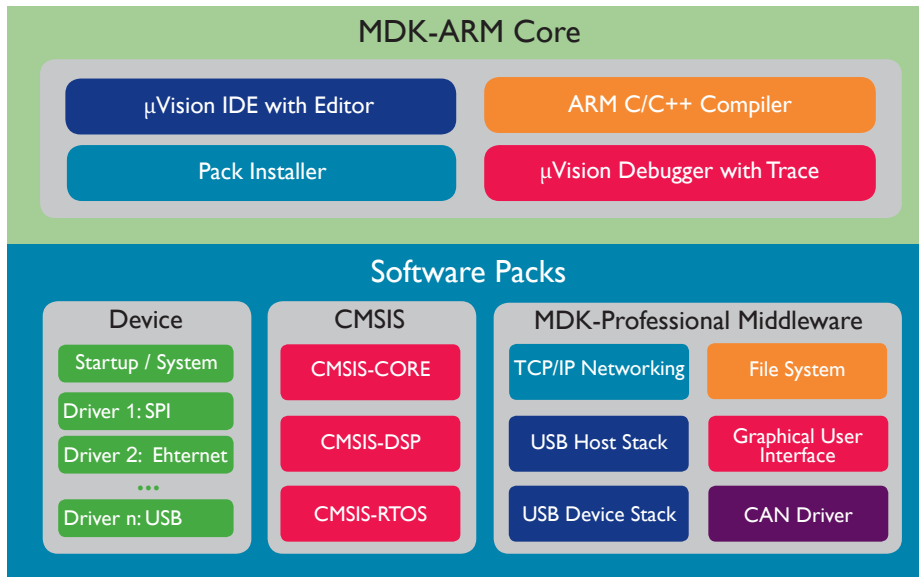 MDK-ARM Core
μVision IDE with Editor
ARM C/C++ Compiler
Pack Installer
μVision Debugger with Trace
Software Packs
Device
Startup / System
Driver 1: SPI
Driver 2: Ehternet
...
Driver n: USB
CMSIS
CMSIS-CORE
CMSIS-DSP
CMSIS-RTOS
MDK-Professional Middleware
TCP/IP Networking
File System
USB Host Stack
Graphical User
Interface
USB Device Stack
CAN Driver